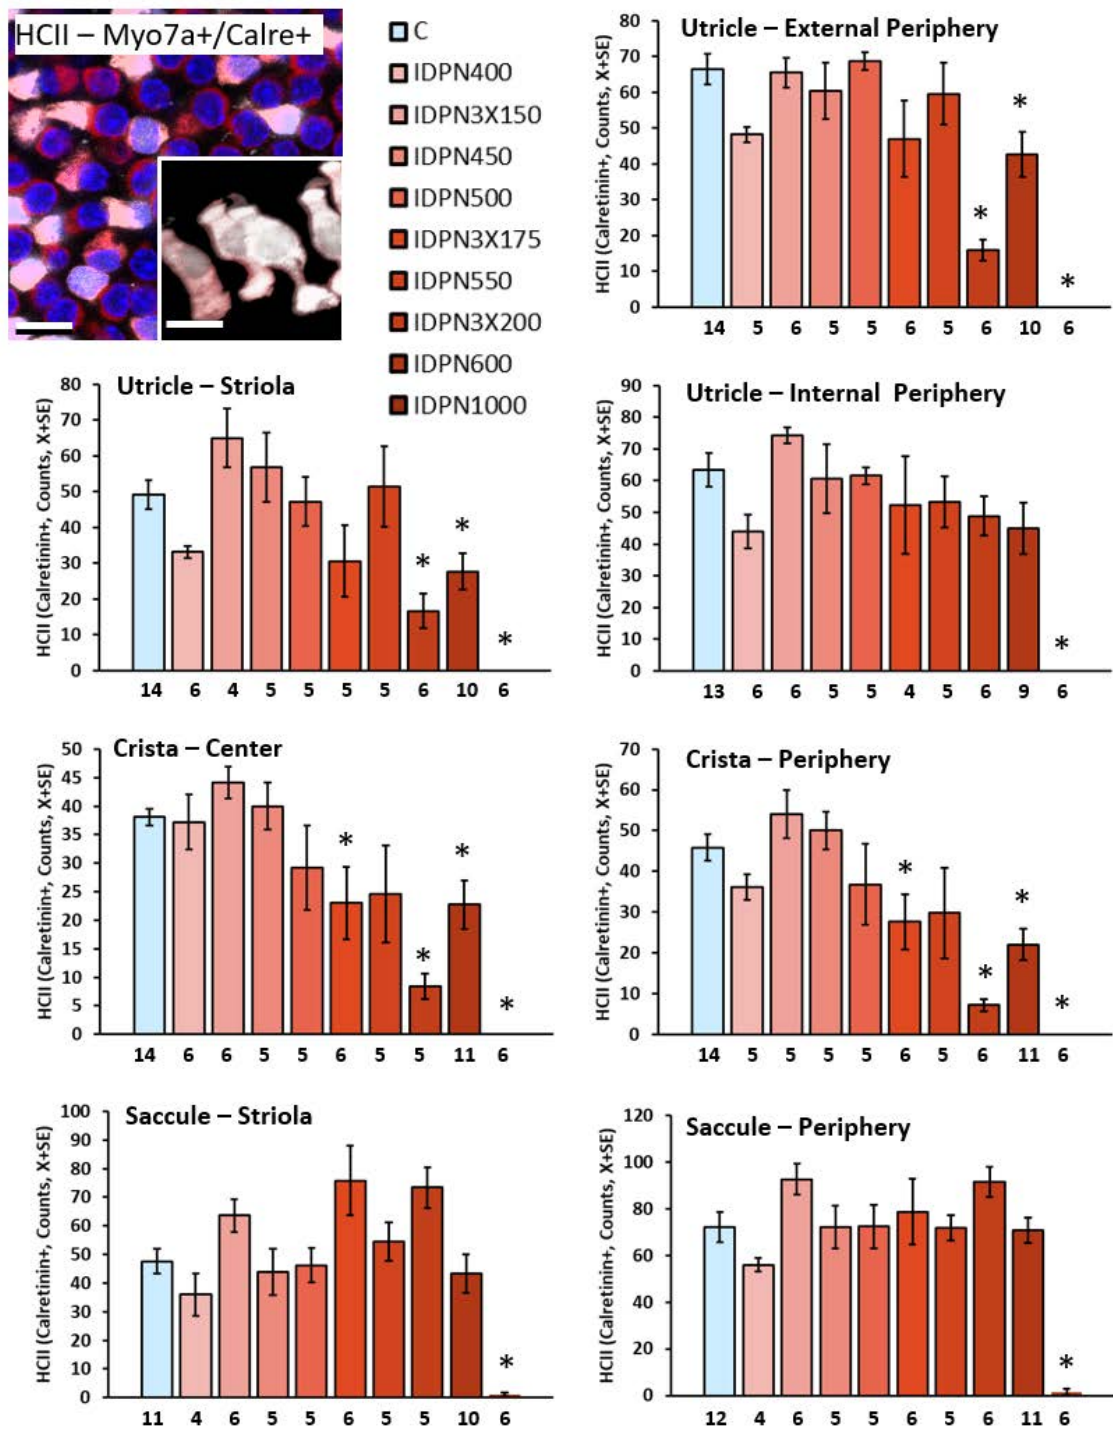 HCII – Myo7a+/Calre+
C
IDPN400
IDPN3X150
IDPN450
IDPN500
IDPN3X175
IDPN550
IDPN3X200
IDPN600
IDPN1000
Utricle – External Periphery
HCII (Calretinin+, Counts, X+SE)
80
70
60
50
40
30
20
10
0
* * *
14 5 6 5 5 6 5 6 10 6
Utricle – Striola
HCII (Calretinin+, Counts, X+SE)
80
70
60
50
40
30
20
10
0
* * *
14 6 4 5 5 5 5 6 10 6
Utricle – Internal Periphery
HCII (Calretinin+, Counts, X+SE)
90
80
70
60
50
40
30
20
10
0
*
13 6 6 5 5 4 5 6 9 6
Crista – Center
HCII (Calretinin+, Counts, X+SE)
50
45
40
35
30
25
20
15
10
5
0
* * * *
14 6 6 5 5 6 5 5 11 6
Crista – Periphery
HCII (Calretinin+, Counts, X+SE)
70
60
50
40
30
20
10
0
* * * *
14 5 5 5 5 6 5 6 11 6
Saccule – Striola
HCII (Calretinin+, Counts, X+SE)
100
90
80
70
60
50
40
30
20
10
0
*
11 4 6 5 5 6 5 5 10 6
Saccule – Periphery
HCII (Calretinin+, Counts, X+SE)
120
100
80
60
40
20
0
*
12 4 6 5 5 6 5 6 11 6